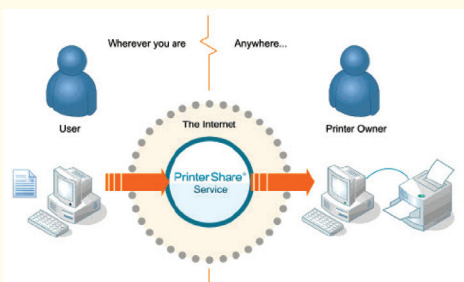 Wherever you are
Anywhere...
User
The Internet
Printer Owner
PrinterShare®
Service